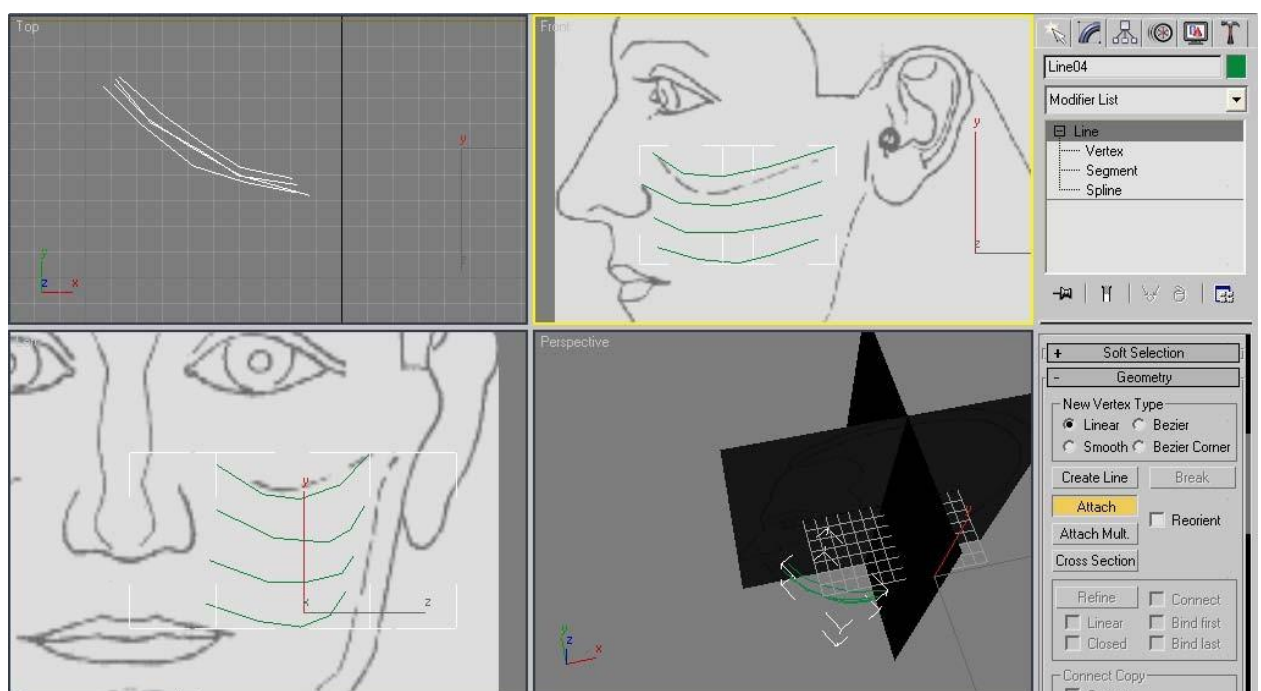 Top
Front
Perspective
Line04
Modifier List
Line
Vertex
Segment
Spline
+ Soft Selection
- Geometry
New Vertex Type
Linear Bezier
Smooth Bezier Corner
Create Line Break
Attach
Reorient
Attach Mult.
Cross Section
Refine Connect
Linear Bind first
Closed Bind last
Connect Copy
y
z
y
z x
y
z
y
x z
y
z x